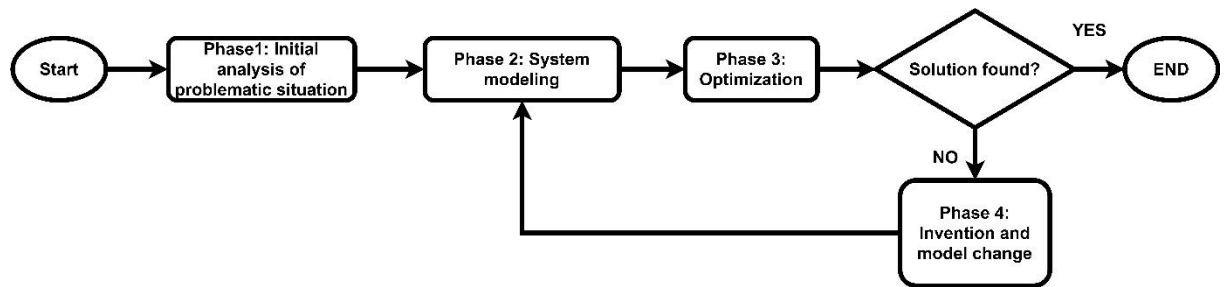 Start
Phase1: Initial
analysis of
problematic situation
Phase 2: System
modeling
Phase 3:
Optimization
Solution found?
YES
END
NO
Phase 4:
Invention and
model change